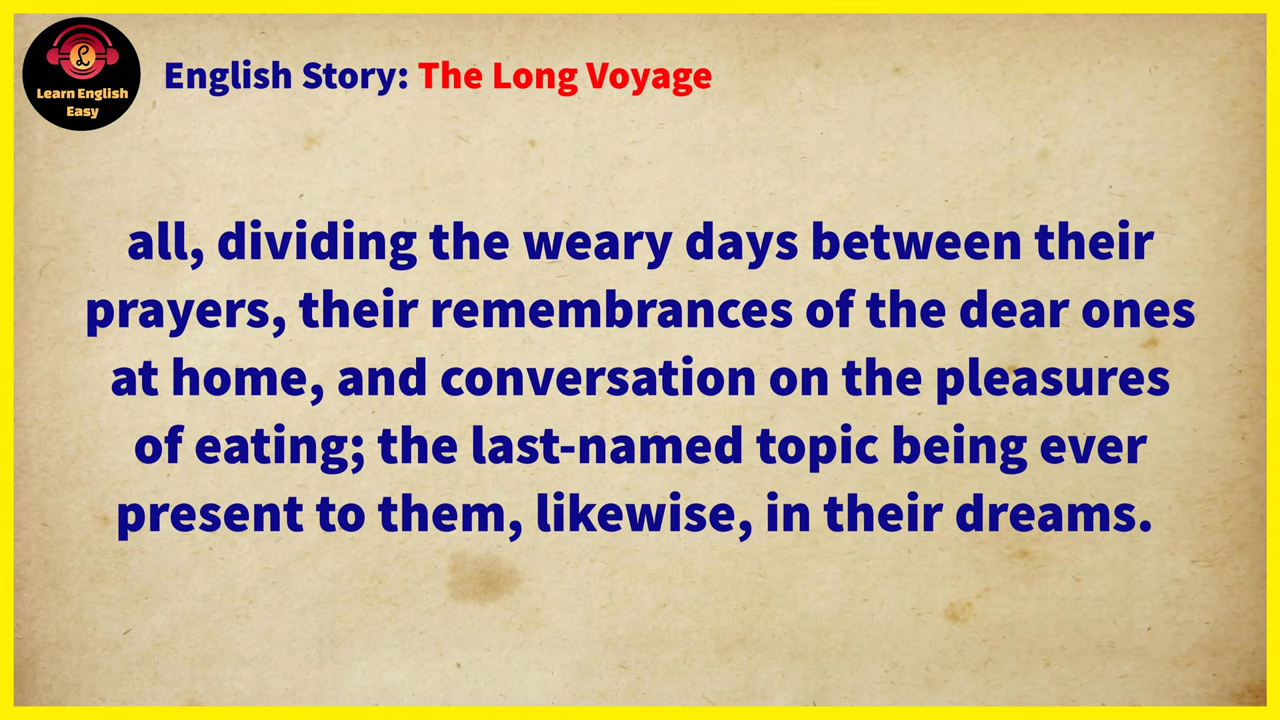 Learn English
Easy
English Story: The Long Voyage
all, dividing the weary days between their
prayers, their remembrances of the dear ones
at home, and conversation on the pleasures
of eating; the last-named topic being ever
present to them, likewise, in their dreams.